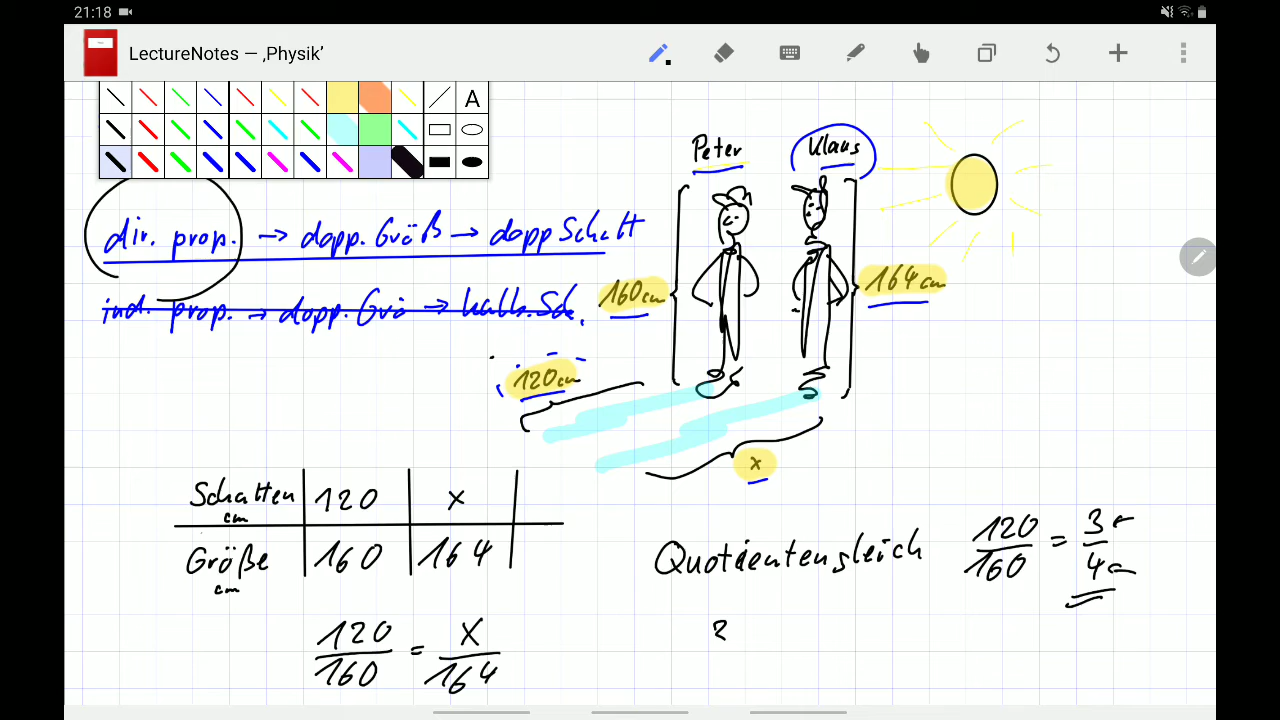 21:18
LectureNotes — ‚Physik‘
A
Peter
Klaus
dir. prop. → dopp. Größ → dopp Schatt
ind. prop. → dopp. Grö → halb. Sch.
160cm
164cm
120cm
x
Schatten 120 x
cm
Größe 160 164
cm
Quotientengleich 120/160 = 3/4
120/160 = x/164